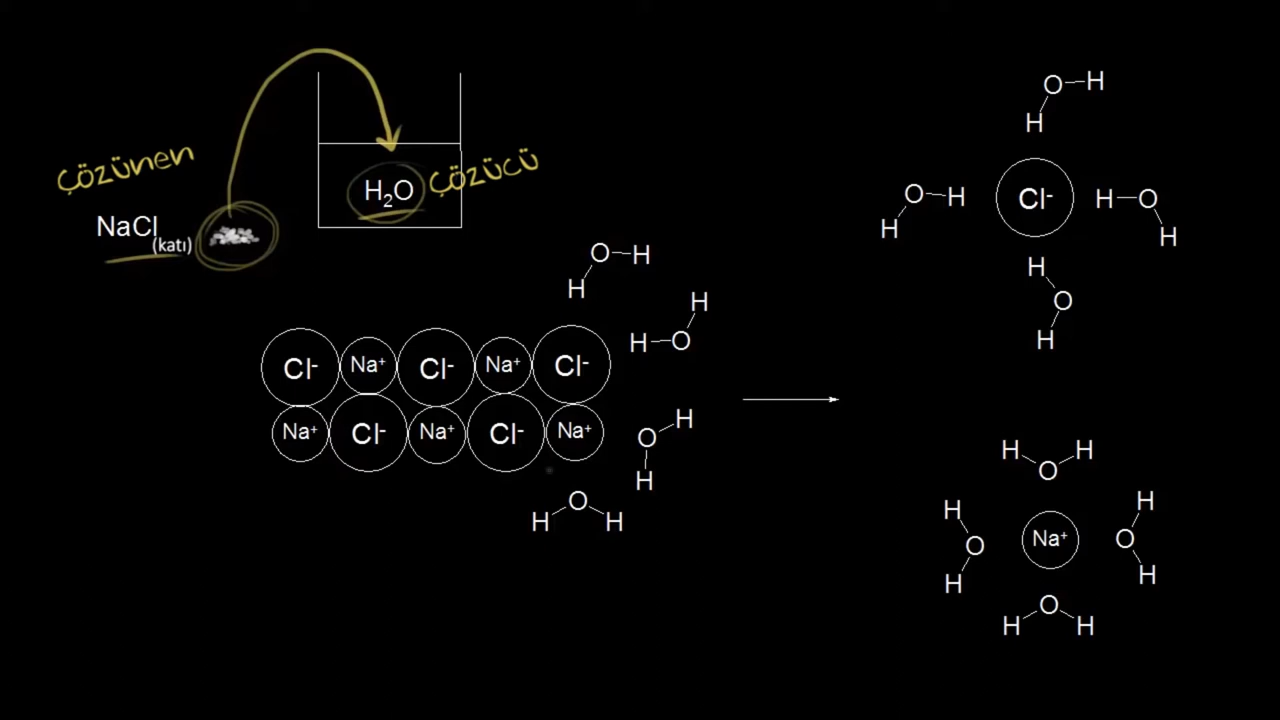 Çözünen
NaCl(katı)
H₂O
Çözücü
O H
H
H
H O
Cl⁻ Na⁺ Cl⁻ Na⁺ Cl⁻
Na⁺ Cl⁻ Na⁺ Cl⁻ Na⁺
H
O
H
O
H H
O H
H
O H
H
Cl⁻
H O
H
H
O
H
H H
O
H
O
H
Na⁺
H
O
H
O
H H